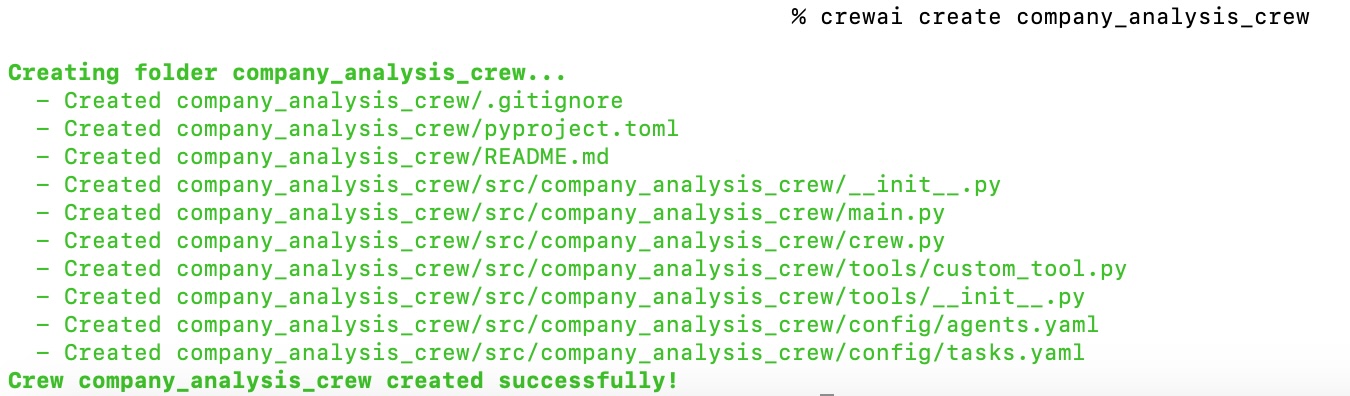 % crewai create company_analysis_crew
Creating folder company_analysis_crew...
- Created company_analysis_crew/.gitignore
- Created company_analysis_crew/pyproject.toml
- Created company_analysis_crew/README.md
- Created company_analysis_crew/src/company_analysis_crew/__init__.py
- Created company_analysis_crew/src/company_analysis_crew/main.py
- Created company_analysis_crew/src/company_analysis_crew/crew.py
- Created company_analysis_crew/src/company_analysis_crew/tools/custom_tool.py
- Created company_analysis_crew/src/company_analysis_crew/tools/__init__.py
- Created company_analysis_crew/src/company_analysis_crew/config/agents.yaml
- Created company_analysis_crew/src/company_analysis_crew/config/tasks.yaml
Crew company_analysis_crew created successfully!